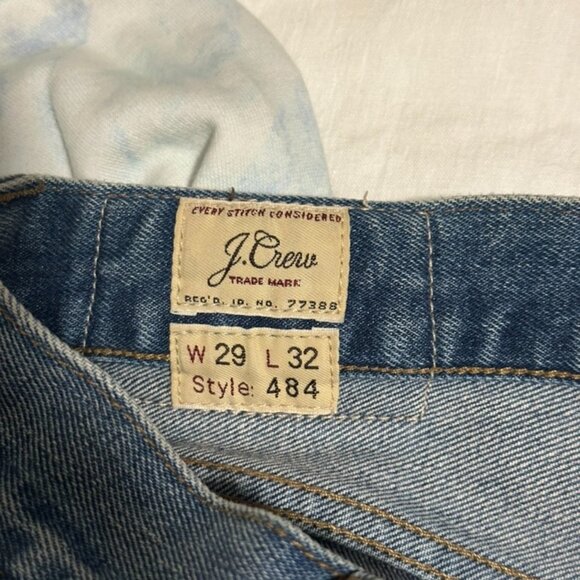 EVERY STITCH CONSIDERED
J.Crew
TRADE MARK
REG'D. ID. NO. 77388
W 29 L 32
Style: 484